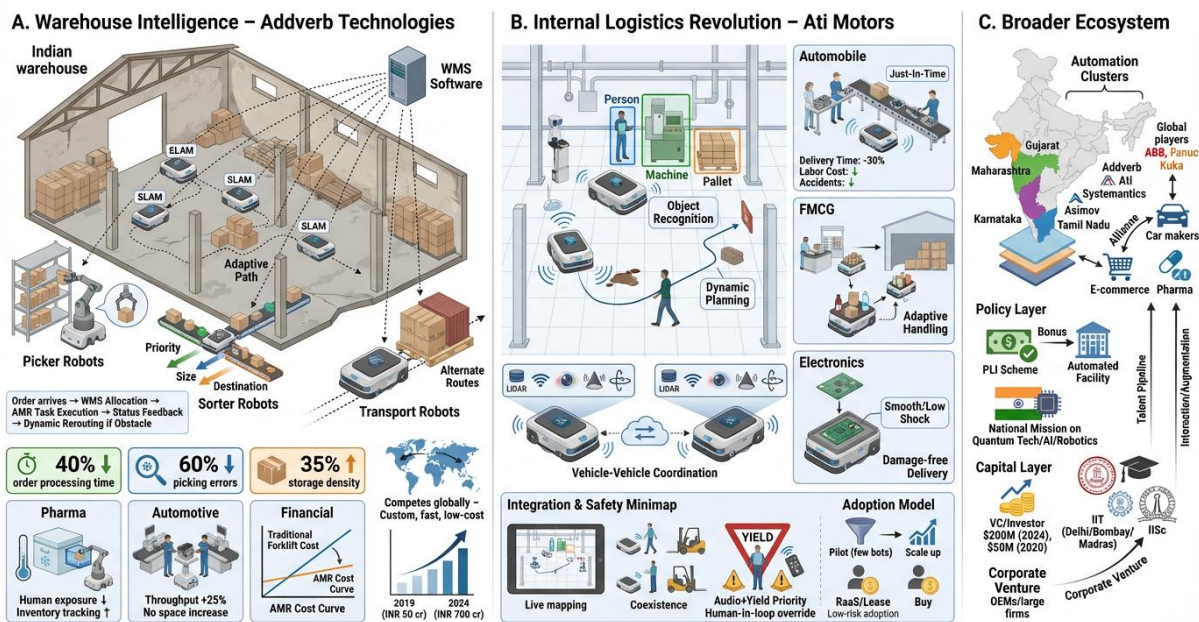 A. Warehouse Intelligence – Addverb Technologies
Indian
warehouse
WMS
Software
ELAM
SLAM
SLAM
SLAM
Adaptive
Path
Picker Robots
Priority
Size
Destination
Sorter Robots
Alternate
Routes
Transport Robots
Order arrives → WMS Allocation →
AMR Task Execution → Status Feedback
→ Dynamic Rerouting if Obstacle
40% ↓
order processing time
60% ↓
picking errors
35% ↑
storage density
Competes globally –
Custom, fast, low-cost
2019
(INR 50 cr)
2024
(INR 700 cr)
Pharma
Human exposure ↓
Inventory tracking ↑
Automotive
Throughput +25%
No space increase
Financial
Traditional
Forklift Cost
AMR Cost
Curve
AMR Cost Curve
B. Internal Logistics Revolution – Ati Motors
Person
Machine
Pallet
Object
Recognition
Dynamic
Plaming
LIDAR
LIDAR
Vehicle-Vehicle Coordination
Automobile
Just-In-Time
Delivery Time: -30%
Labor Cost: ↓
Accidents: ↓
FMCG
Adaptive
Handling
Electronics
Smooth/Low
Shock
Damage-free
Delivery
Integration & Safety Minimap
Live mapping
Coexistence
YIELD
Audio+Yield Priority
Human-in-loop override
Adoption Model
Pilot (few bots)
Scale up
RaaS/Lease
Low-risk adoption
Buy
C. Broader Ecosystem
Automation
Clusters
Gujarat
Maharashtra
Karnataka
Tamil Nadu
Addverb
Ati
Systemantics
Asimov
Global
players
ABB, Panuc
Kuka
Alliance
Car makers
E-commerce
Pharma
Policy Layer
PLI Scheme
Bonus
Automated
Facility
National Mission on
Quantum Tech/AI/Robotics
Talent Pipeline
Interaction/Augmentation
Capital Layer
VC/Investor
$200M (2024),
$50M (2020)
IIT
(Delhi/Bombay/
Madras)
IISc
Corporate
Venture
OEMs/large
firms
Corporate Venture